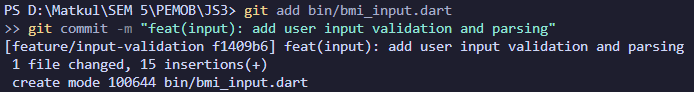 PS D:\Matkul\SEM 5\PEMOB\JS3> git add bin/bmi_input.dart
>> git commit -m "feat(input): add user input validation and parsing"
[feature/input-validation f1409b6] feat(input): add user input validation and parsing
 1 file changed, 15 insertions(+)
 create mode 100644 bin/bmi_input.dart